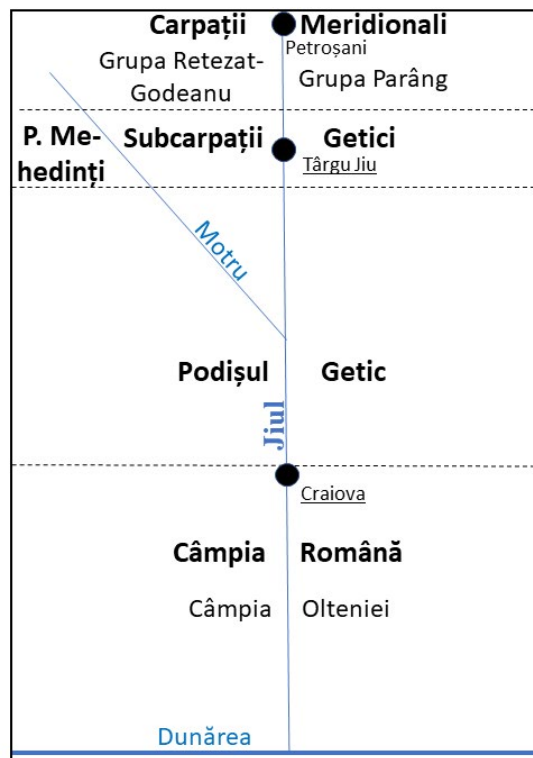 Carpații Meridionali
Petroșani
Grupa Retezat-
Godeanu
Grupa Parâng
P. Me-
hedinți
Subcarpații Getici
Târgu Jiu
Motru
Podișul Getic
Jiul
Craiova
Câmpia Română
Câmpia Olteniei
Dunărea